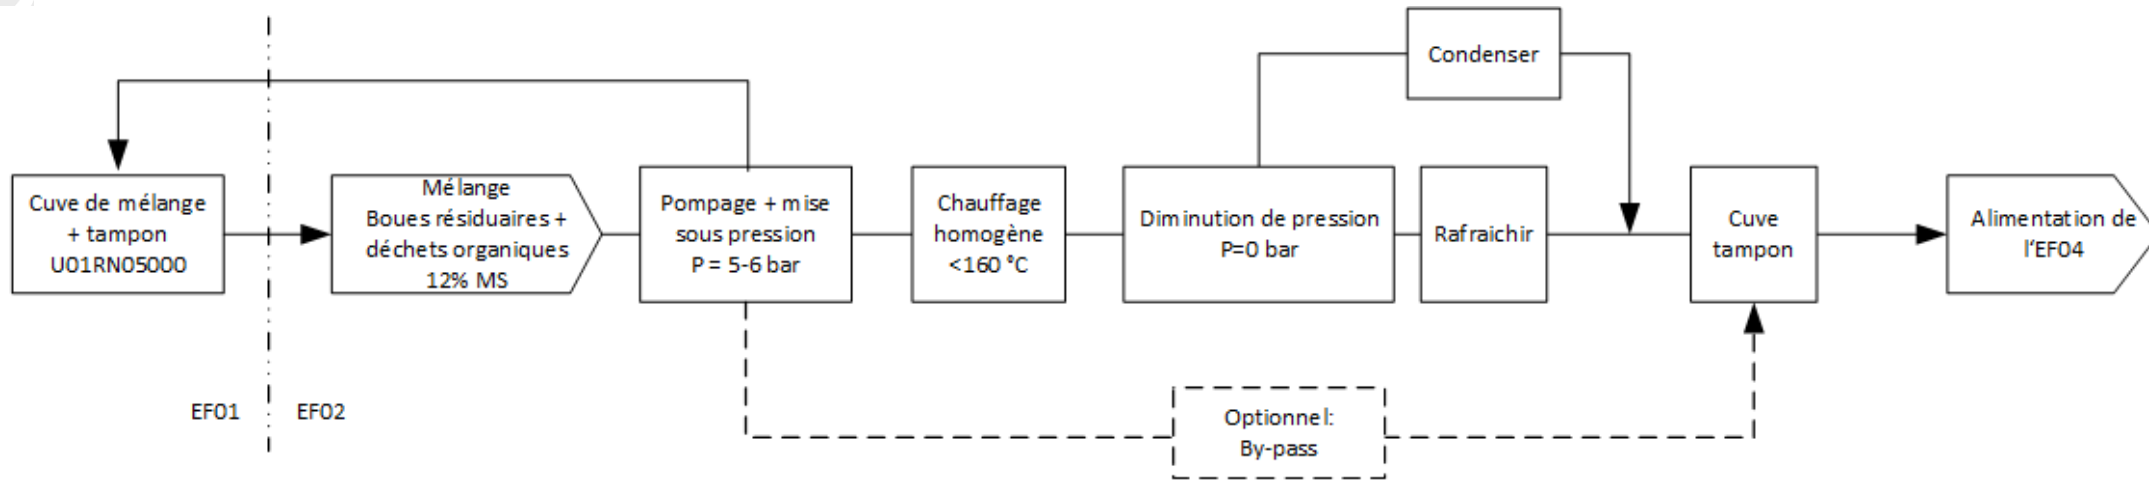 Condenser
Cuve de mélange
+ tampon
U01RN05000
Mélange
Boues résiduaires +
déchets organiques
12% MS
Pompage + mise
sous pression
P = 5-6 bar
Chauffage
homogène
<160 °C
Diminution de pression
P=0 bar
Rafraichir
Cuve
tampon
Alimentation de
l'EF04
EF01
EF02
Optionnel:
By-pass